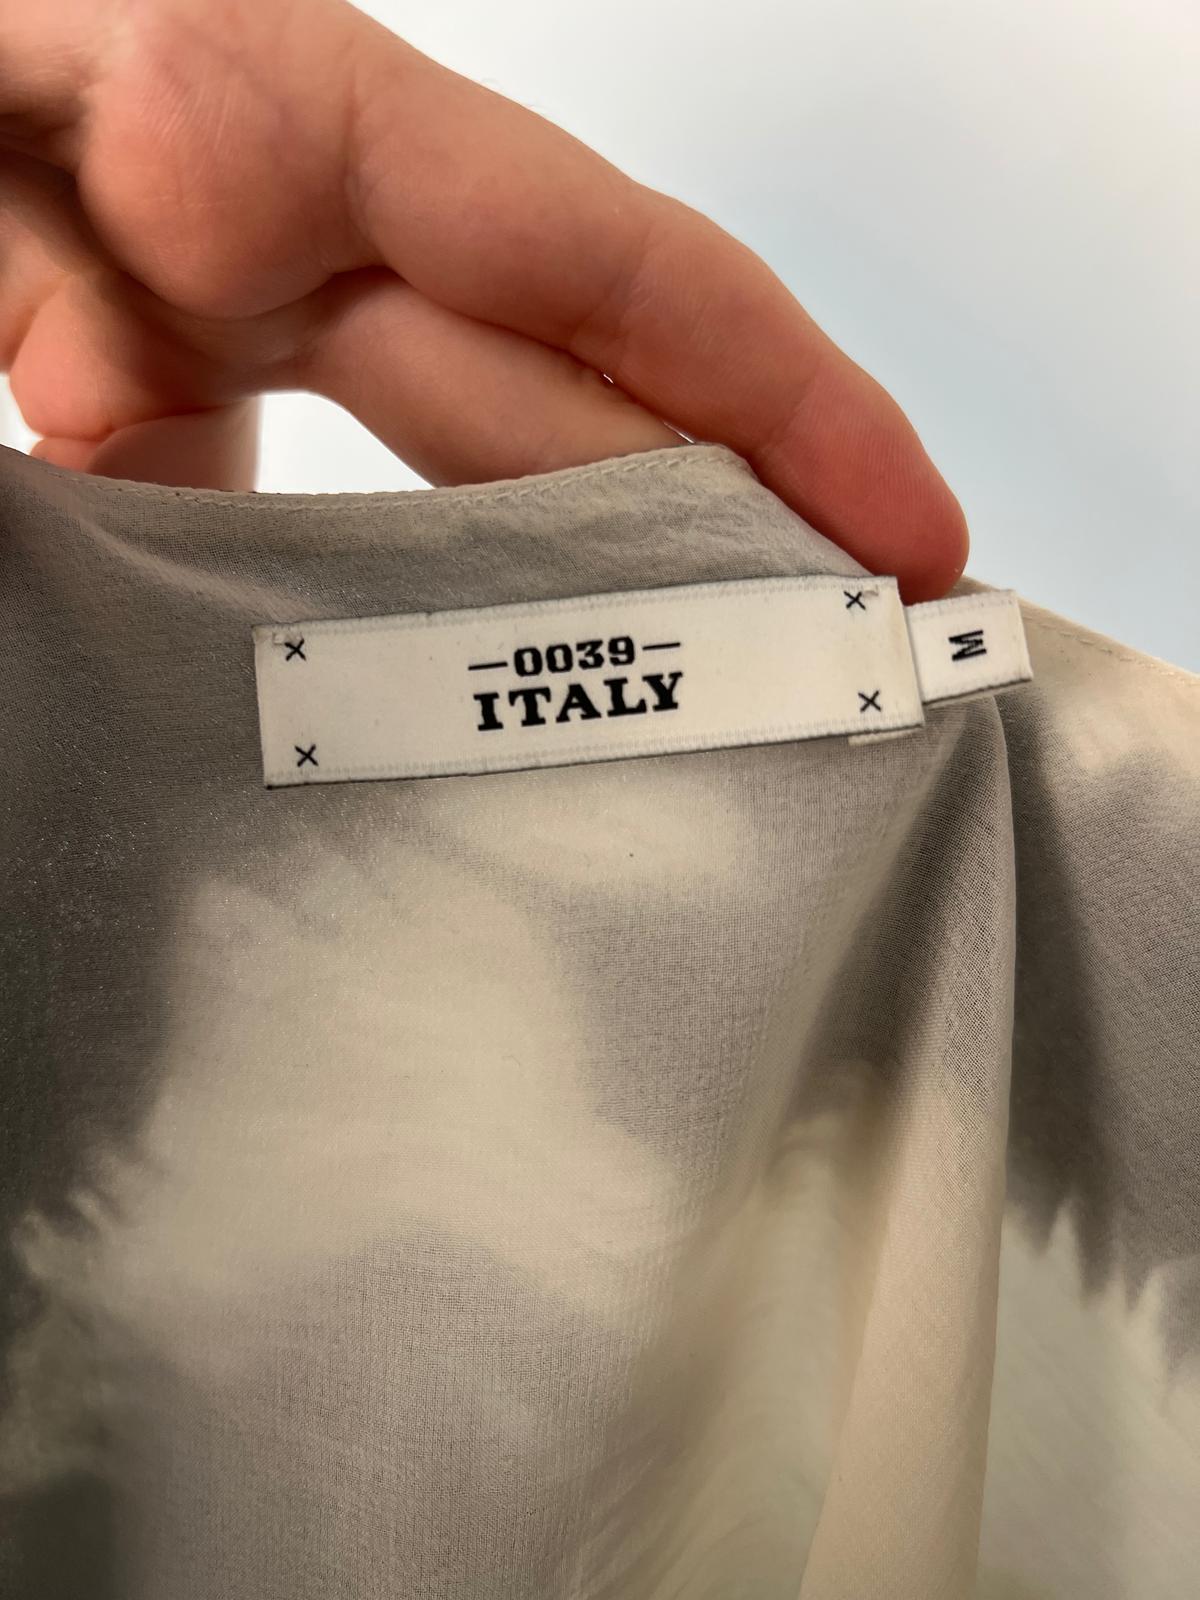 —0039—
ITALY
M